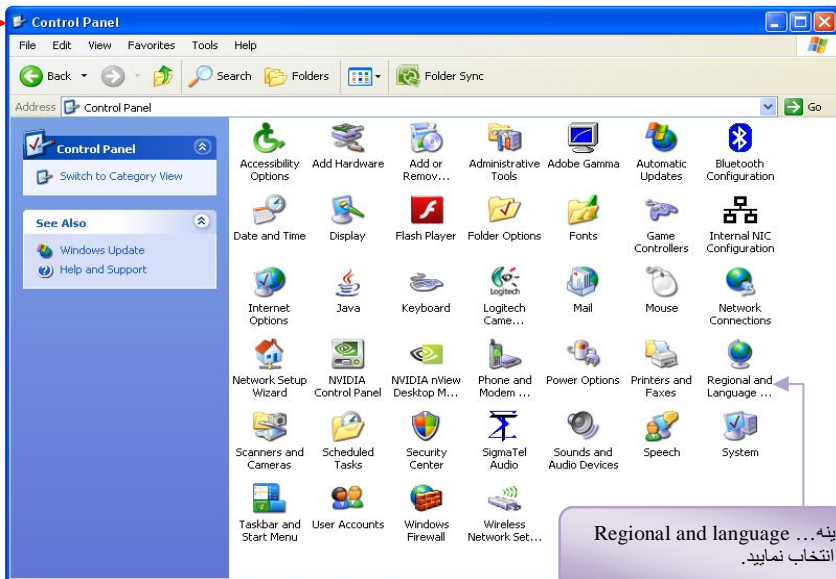 Control Panel
File Edit View Favorites Tools Help
Back Search Folders Folder Sync
Address Control Panel Go
Control Panel
Switch to Category View
See Also
Windows Update
Help and Support
Accessibility Options
Add Hardware
Add or Remov...
Administrative Tools
Adobe Gamma
Automatic Updates
Bluetooth Configuration
Date and Time
Display
Flash Player
Folder Options
Fonts
Game Controllers
Internal NIC Configuration
Internet Options
Java
Keyboard
Logitech
Logitech Came...
Mail
Mouse
Network Connections
Network Setup Wizard
NVIDIA Control Panel
NVIDIA nView Desktop M...
Phone and Modem ...
Power Options
Printers and Faxes
Regional and Language ...
Scanners and Cameras
Scheduled Tasks
Security Center
SigmaTel Audio
Sounds and Audio Devices
Speech
System
Taskbar and Start Menu
User Accounts
Windows Firewall
Wireless Network Set...
Regional and language ...
انتخاب نمایید.